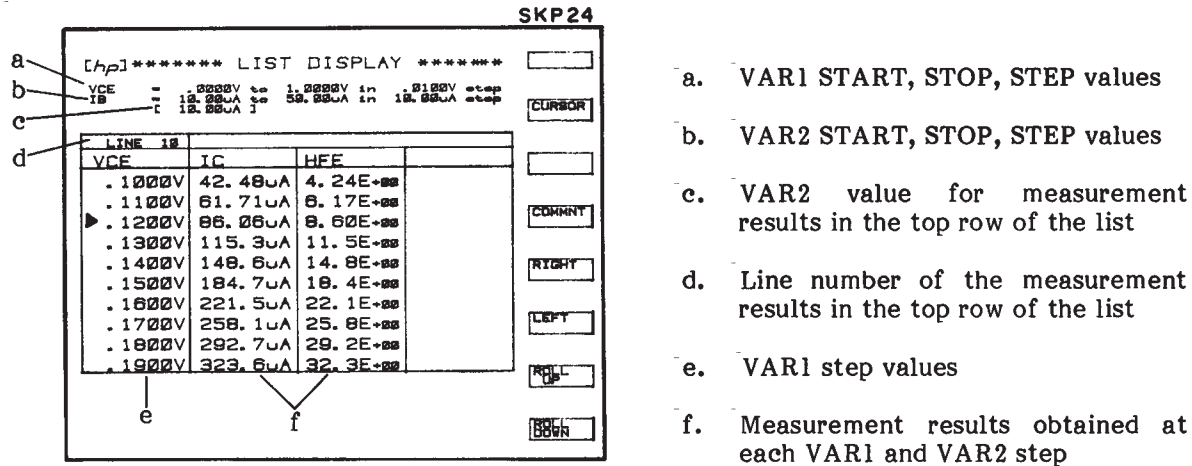 SKP24
[hp]******* LIST DISPLAY *******
VCE = .0000V to 1.0000V in .0100V step
IB = 10.00uA to 50.00uA in 10.00uA step
[ 10.00uA ]
LINE 10
VCE IC HFE
.1000V 42.48uA 4.24E+00
.1100V 61.71uA 6.17E+00
.1200V 86.06uA 8.60E+00
.1300V 115.3uA 11.5E+00
.1400V 148.6uA 14.8E+00
.1500V 184.7uA 18.4E+00
.1600V 221.5uA 22.1E+00
.1700V 258.1uA 25.8E+00
.1800V 292.7uA 29.2E+00
.1900V 323.6uA 32.3E+00
CURSOR
COMMNT
RIGHT
LEFT
ROLL
UP
ROLL
DOWN
a
b
c
d
e
f
a. VAR1 START, STOP, STEP values
b. VAR2 START, STOP, STEP values
c. VAR2 value for measurement
results in the top row of the list
d. Line number of the measurement
results in the top row of the list
e. VAR1 step values
f. Measurement results obtained at
each VAR1 and VAR2 step